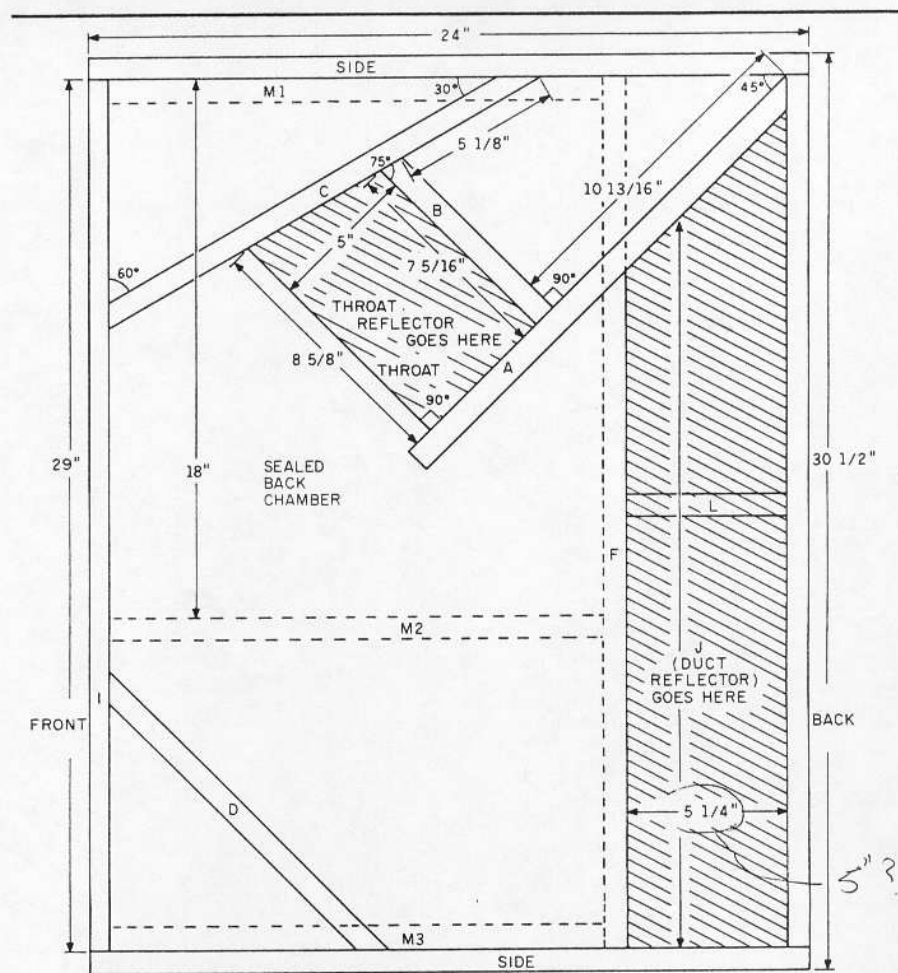 24"
SIDE
M1
30°
45°
5 1/8"
75°
10 13/16"
C
B
5"
60°
7 5/16"
90°
THROAT
REFLECTOR
GOES HERE
8 5/8"
THROAT
A
90°
29"
18"
SEALED
BACK
CHAMBER
30 1/2"
L
F
M2
J
(DUCT
REFLECTOR)
GOES HERE
I
FRONT
BACK
D
5 1/4"
5" ?
M3
SIDE